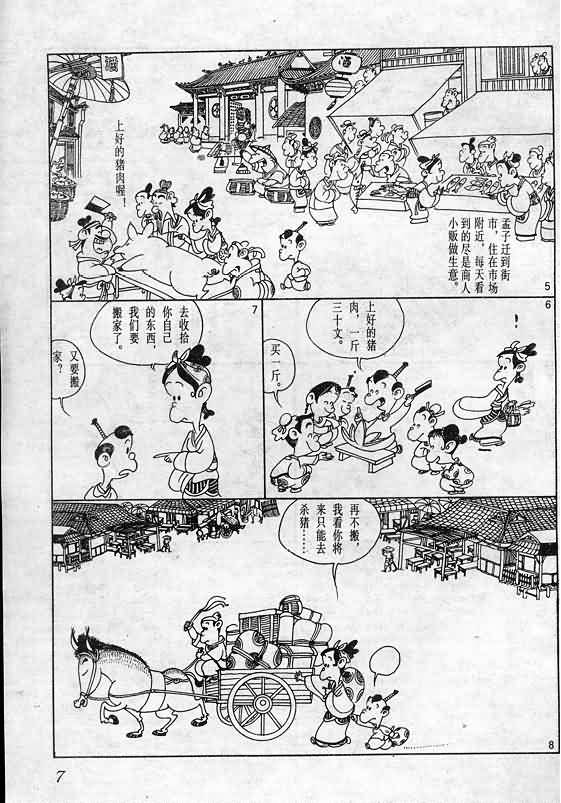 酒
孟子迁到街
市，住在市场
附近，每天看
到的尽是商人
小贩做生意。
上好的猪肉喔！
5
6
！
上好的猪
肉，一斤
三十文。
买一斤。
7
去收拾
你自己
的东西
我们要
搬家了。
又要搬
家？
再不搬，
我看你将
来只能去
杀猪……
8
7